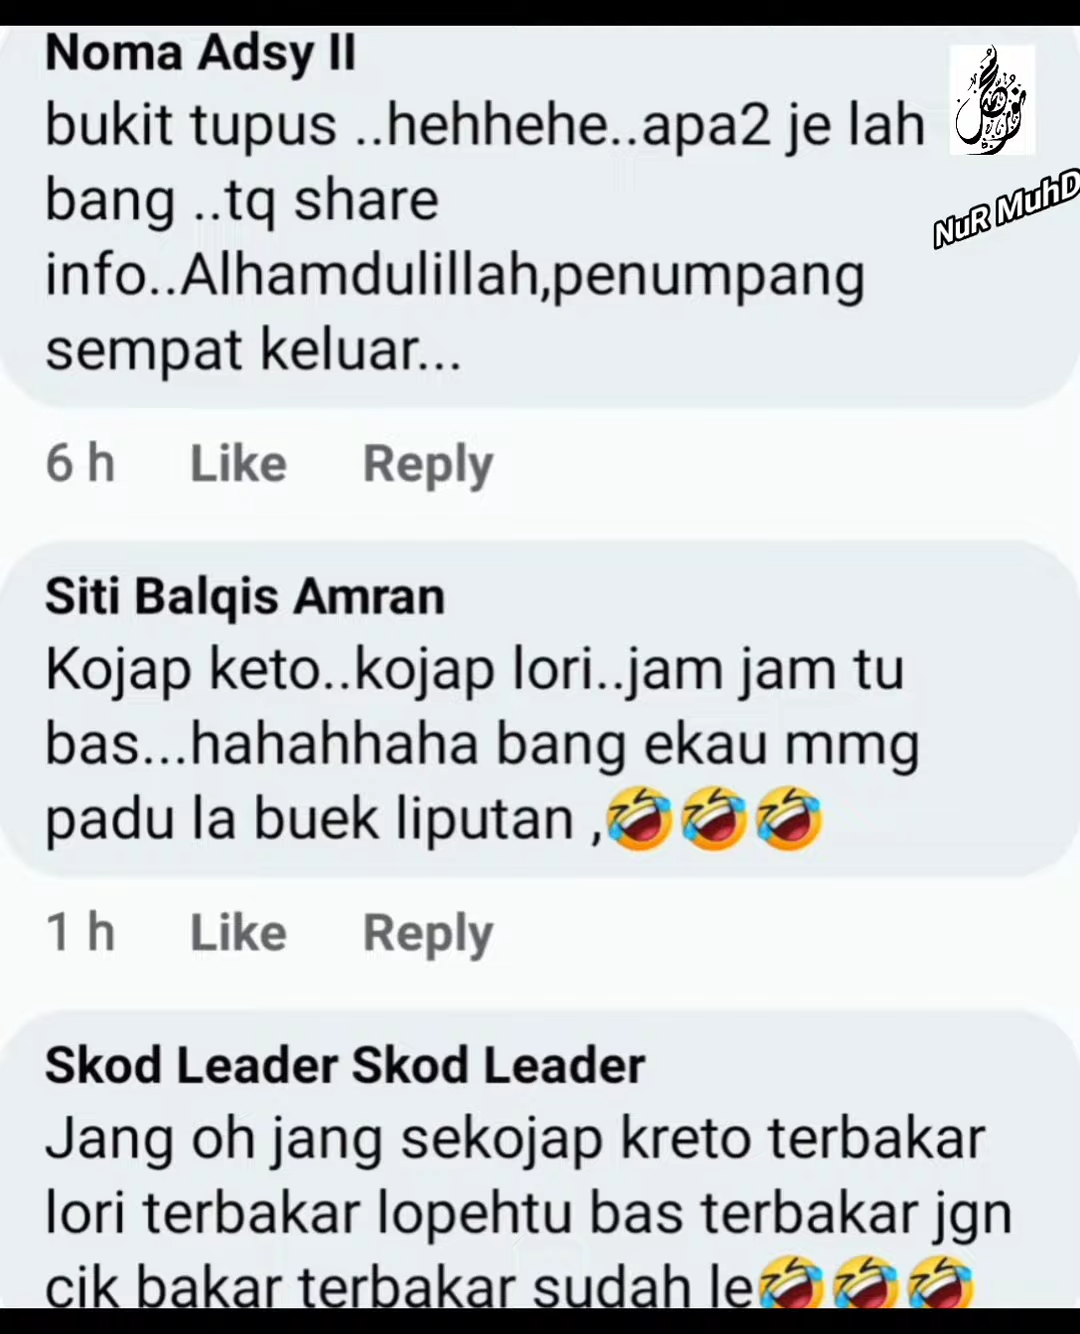 Noma Adsy II
bukit tupus ..hehhehe..apa2 je lah
bang ..tq share
info..Alhamdulillah,penumpang
sempat keluar...
NuR MuhD
6 h Like Reply
Siti Balqis Amran
Kojap keto..kojap lori..jam jam tu
bas...hahahhaha bang ekau mmg
padu la buek liputan ,🤣🤣🤣
1 h Like Reply
Skod Leader Skod Leader
Jang oh jang sekojap kreto terbakar
lori terbakar lopehtu bas terbakar jgn
cik bakar terbakar sudah le🤣🤣🤣